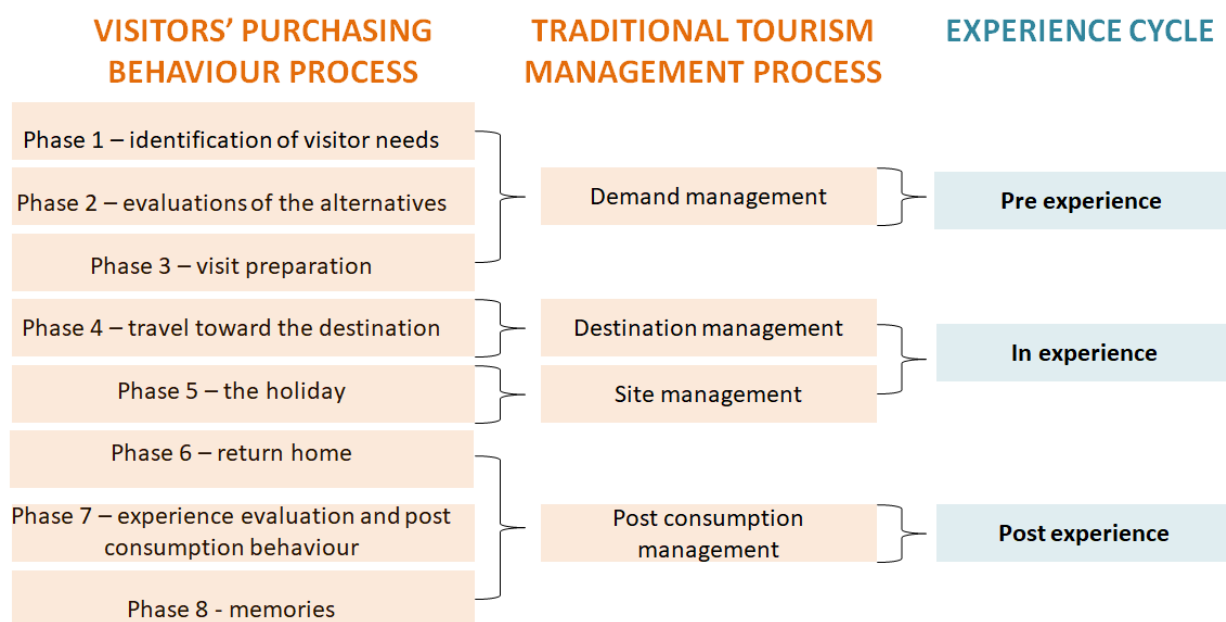 VISITORS' PURCHASING
BEHAVIOUR PROCESS
TRADITIONAL TOURISM
MANAGEMENT PROCESS
EXPERIENCE CYCLE
Phase 1 – identification of visitor needs
Phase 2 – evaluations of the alternatives
Phase 3 – visit preparation
Phase 4 – travel toward the destination
Phase 5 – the holiday
Phase 6 – return home
Phase 7 – experience evaluation and post
consumption behaviour
Phase 8 - memories
Demand management
Destination management
Site management
Post consumption
management
Pre experience
In experience
Post experience